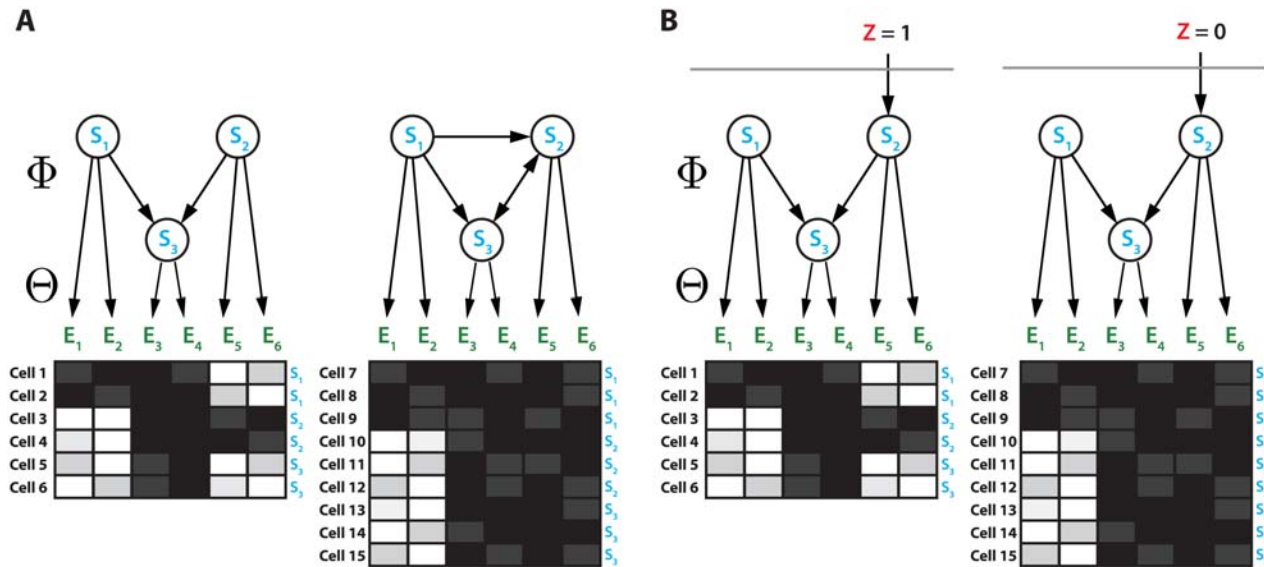 A
S₁ S₂
Φ
S₃
Θ
E₁ E₂ E₃ E₄ E₅ E₆
Cell 1 S₁
Cell 2 S₁
Cell 3 S₂
Cell 4 S₂
Cell 5 S₃
Cell 6 S₃
S₁ S₂
S₃
E₁ E₂ E₃ E₄ E₅ E₆
Cell 7 S₁
Cell 8 S₁
Cell 9 S₁
Cell 10 S₂
Cell 11 S₂
Cell 12 S₂
Cell 13 S₃
Cell 14 S₃
Cell 15 S₃
B
Z = 1
S₁ S₂
Φ
S₃
Θ
E₁ E₂ E₃ E₄ E₅ E₆
Cell 1 S₁
Cell 2 S₁
Cell 3 S₂
Cell 4 S₂
Cell 5 S₃
Cell 6 S₃
Z = 0
S₁ S₂
S₃
E₁ E₂ E₃ E₄ E₅ E₆
Cell 7 S
Cell 8 S
Cell 9 S
Cell 10 S
Cell 11 S
Cell 12 S
Cell 13 S
Cell 14 S
Cell 15 S